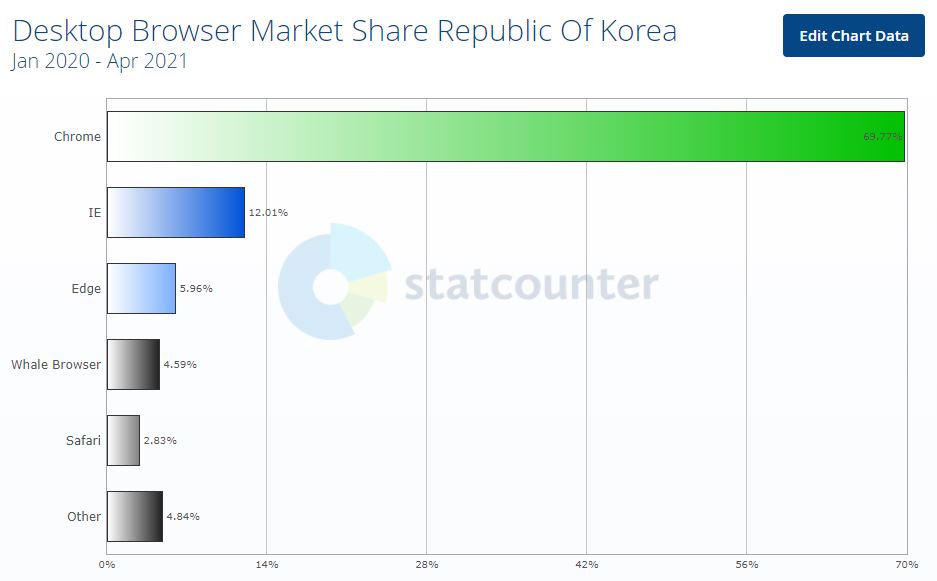 Desktop Browser Market Share Republic Of Korea
Jan 2020 - Apr 2021
Edit Chart Data
Chrome
69.77%
IE
12.01%
Edge
5.96%
Whale Browser
4.59%
Safari
2.83%
Other
4.84%
statcounter
0%
14%
28%
42%
56%
70%